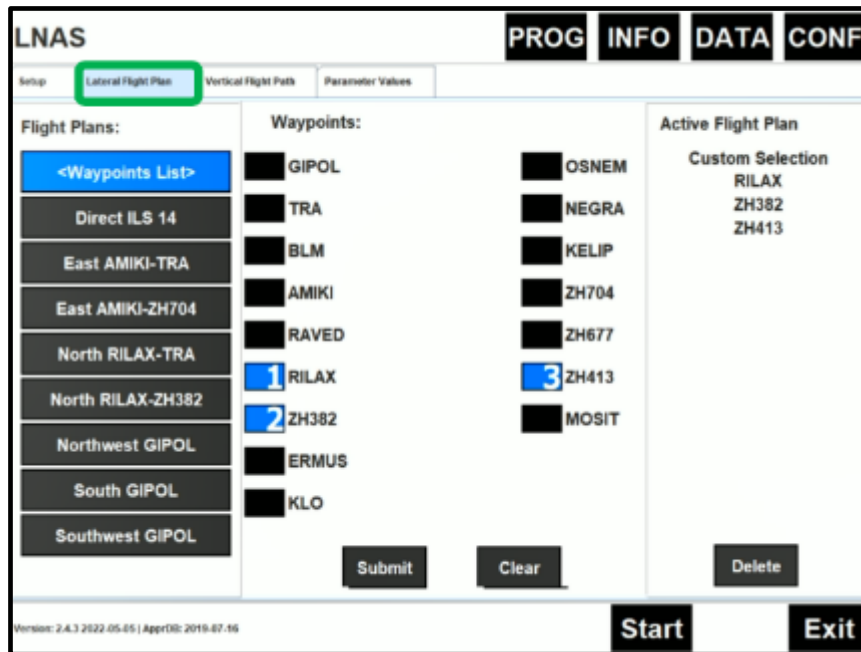 LNAS
PROG INFO DATA CONF
Setup Lateral Flight Plan Vertical Flight Path Parameter Values
Flight Plans:
<Waypoints List>
Direct ILS 14
East AMIKI-TRA
East AMIKI-ZH704
North RILAX-TRA
North RILAX-ZH382
Northwest GIPOL
South GIPOL
Southwest GIPOL
Waypoints:
GIPOL
TRA
BLM
AMIKI
RAVED
1 RILAX
2 ZH382
ERMUS
KLO
OSNEM
NEGRA
KELIP
ZH704
ZH677
3 ZH413
MOSIT
Submit Clear
Active Flight Plan
Custom Selection
RILAX
ZH382
ZH413
Delete
Version: 2.4.3 2022-05-05 | ApprDB: 2019-07-16
Start Exit